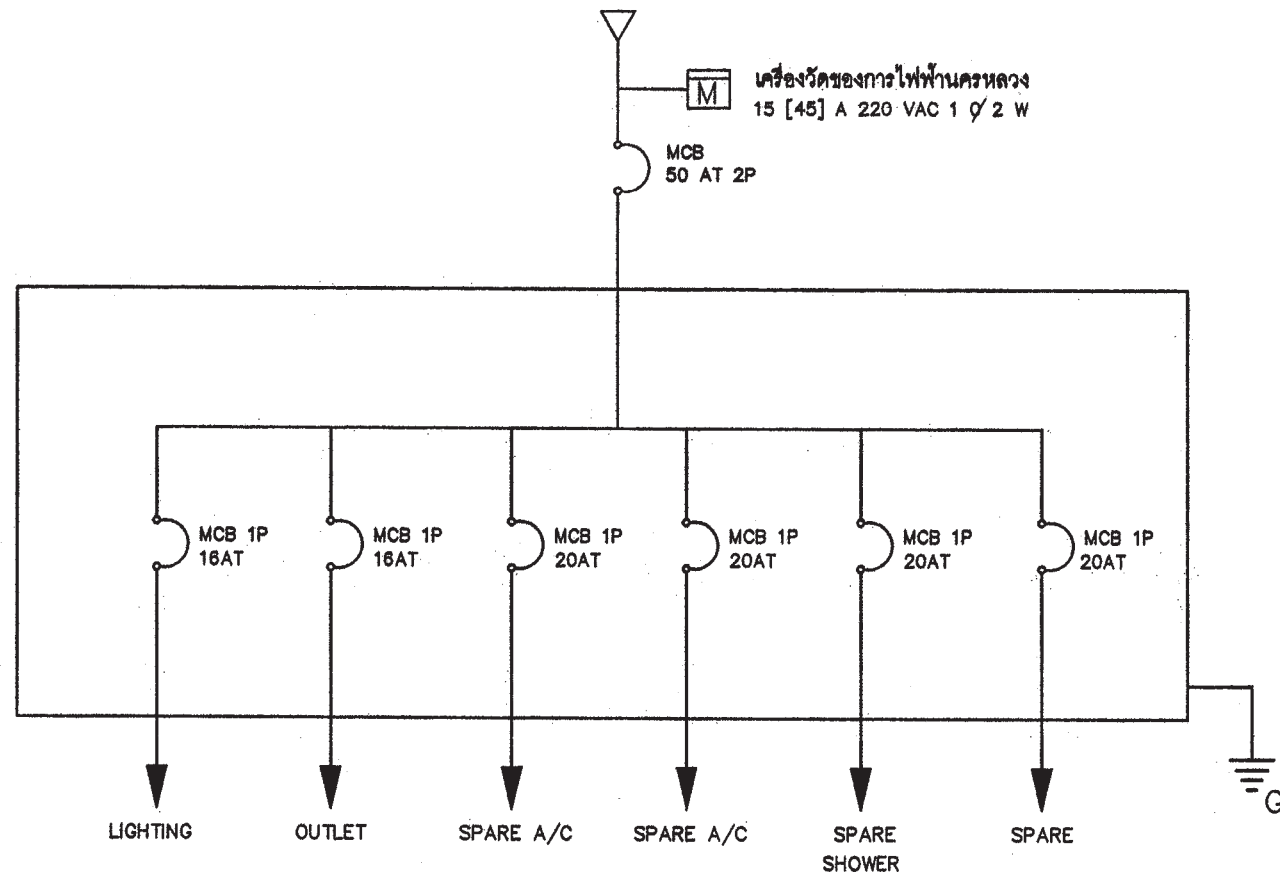 เครื่องวัดของการไฟฟ้านครหลวง
M
15 [45] A 220 VAC 1 Ø 2 W
MCB
50 AT 2P
MCB 1P
16AT
MCB 1P
16AT
MCB 1P
20AT
MCB 1P
20AT
MCB 1P
20AT
MCB 1P
20AT
G
LIGHTING
OUTLET
SPARE A/C
SPARE A/C
SPARE
SHOWER
SPARE